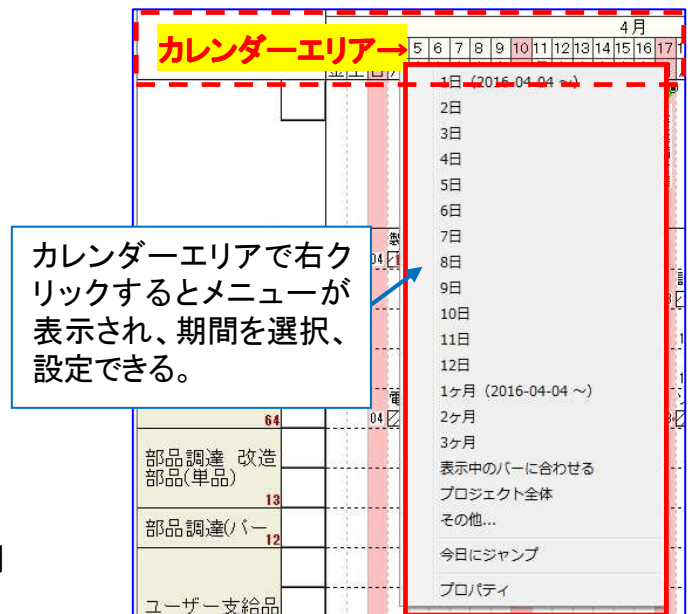 4月
カレンダーエリア→
5 6 7 8 9 10 11 12 13 14 15 16 17 1
1日 (2016-04-04 ~)
2日
3日
4日
5日
6日
7日
8日
9日
10日
11日
12日
1ケ月 (2016-04-04 ~)
2ケ月
3ケ月
表示中のバーに合わせる
プロジェクト全体
その他...
今日にジャンプ
プロパティ
カレンダーエリアで右ク
リックするとメニューが
表示され、期間を選択、
設定できる。
04
64
04
部品調達 改造
部品(単品)
13
部品調達(バー
12
ユーザー支給品